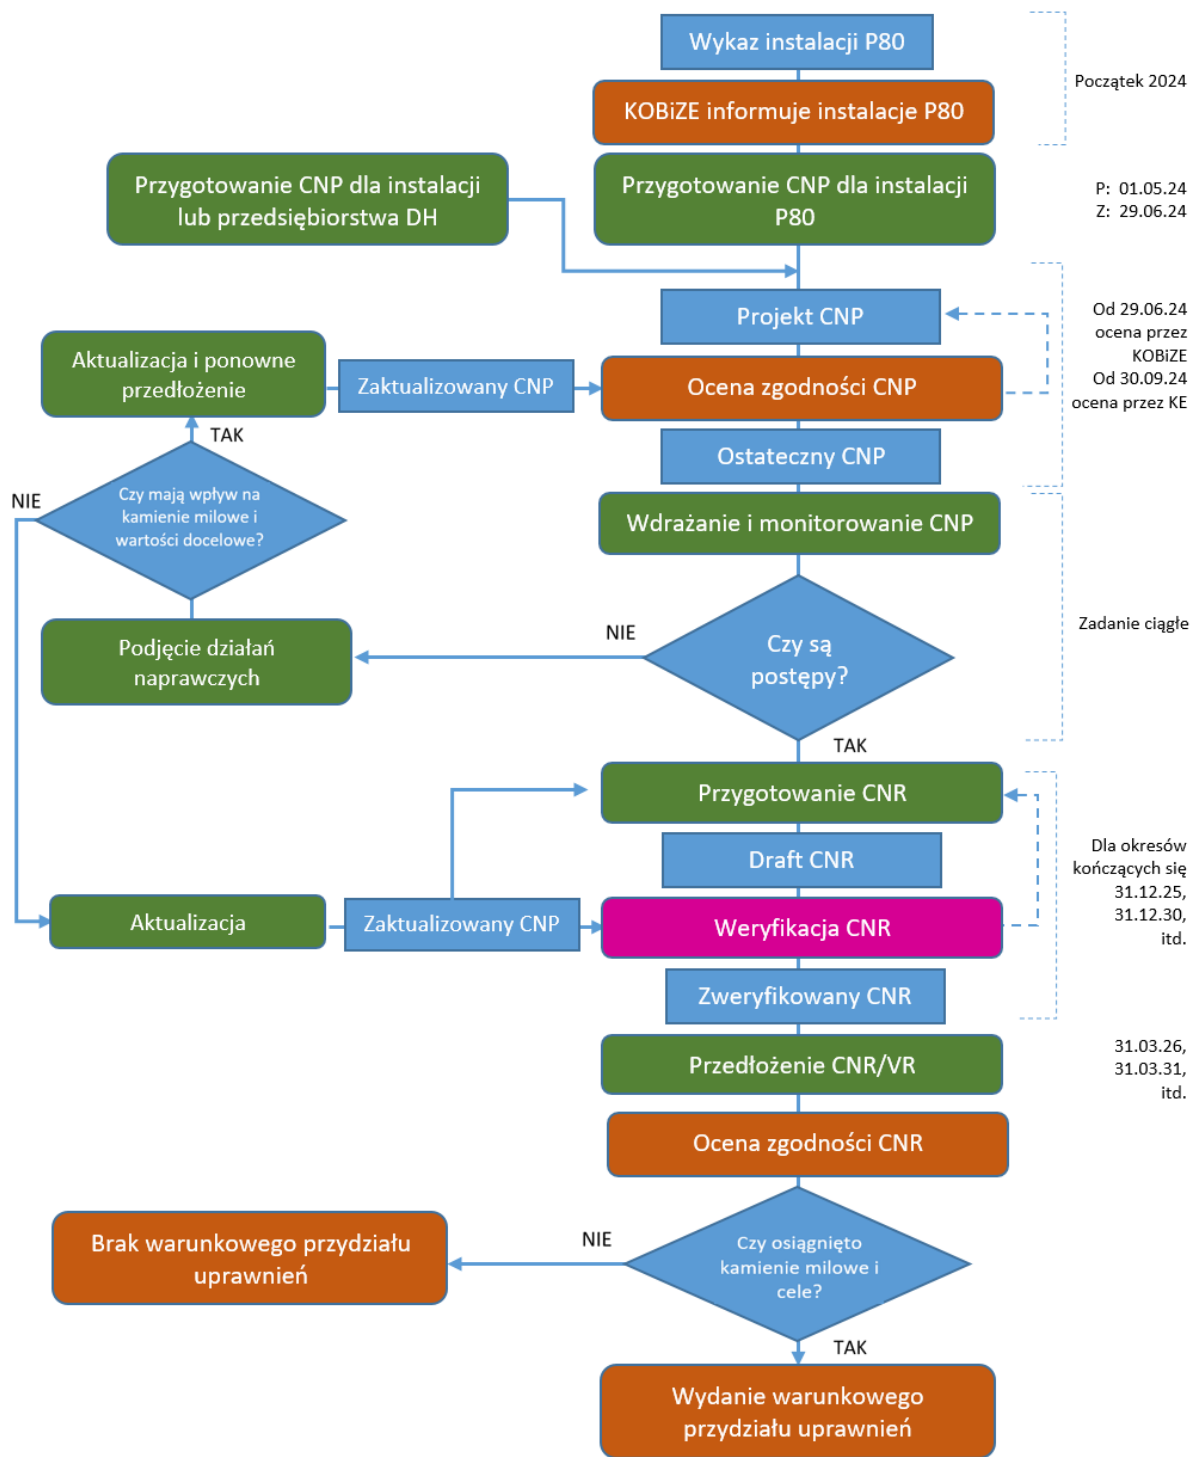 Wykaz instalacji P80
Początek 2024
KOBiZE informuje instalacje P80
Przygotowanie CNP dla instalacji
lub przedsiębiorstwa DH
Przygotowanie CNP dla instalacji
P80
P: 01.05.24
Z: 29.06.24
Projekt CNP
Od 29.06.24
ocena przez
KOBiZE
Od 30.09.24
ocena przez KE
Aktualizacja i ponowne
przedłożenie
Zaktualizowany CNP
Ocena zgodności CNP
TAK
Ostateczny CNP
NIE
Czy mają wpływ na
kamienie milowe i
wartości docelowe?
Wdrażanie i monitorowanie CNP
Zadanie ciągłe
Podjęcie działań
naprawczych
NIE
Czy są
postępy?
TAK
Przygotowanie CNR
Draft CNR
Dla okresów
kończących się
31.12.25,
31.12.30,
itd.
Aktualizacja
Zaktualizowany CNP
Weryfikacja CNR
Zweryfikowany CNR
Przedłożenie CNR/VR
31.03.26,
31.03.31,
itd.
Ocena zgodności CNR
Brak warunkowego przydziału
uprawnień
NIE
Czy osiągnięto
kamienie milowe i
cele?
TAK
Wydanie warunkowego
przydziału uprawnień